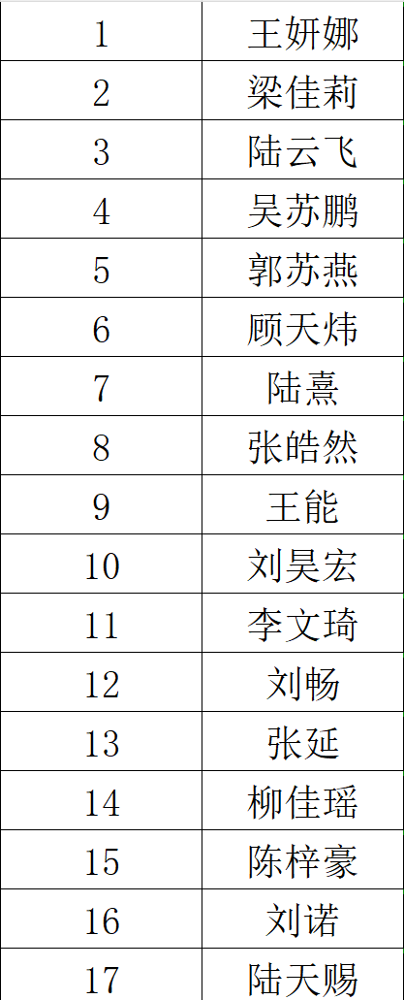 1 王妍娜
2 梁佳莉
3 陆云飞
4 吴苏鹏
5 郭苏燕
6 顾天炜
7 陆熹
8 张皓然
9 王能
10 刘昊宏
11 李文琦
12 刘畅
13 张延
14 柳佳瑶
15 陈梓豪
16 刘诺
17 陆天赐